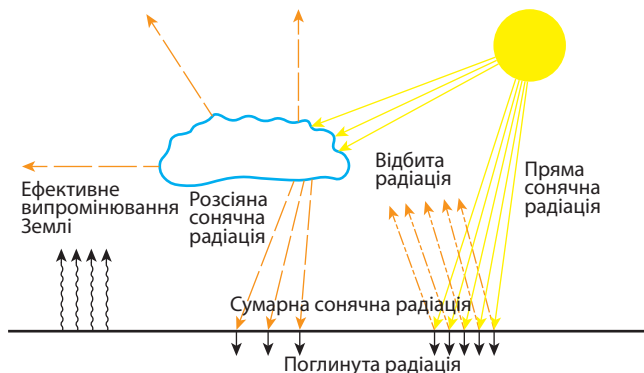 Відбита
радіація
Пряма
сонячна
радіація
Ефективне
випромінювання
Землі
Розсіяна
сонячна
радіація
Сумарна сонячна радіація
Поглинута радіація